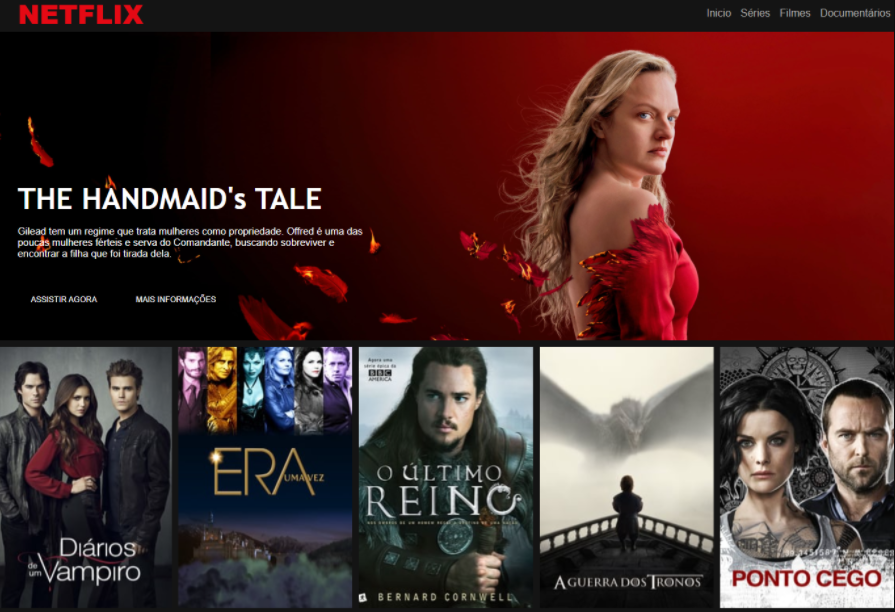 NETFLIX
Inicio Séries Filmes Documentários
THE HANDMAID's TALE
Gilead tem um regime que trata mulheres como propriedade. Offred é uma das
poucas mulheres férteis e serva do Comandante, buscando sobreviver e
encontrar a filha que foi tirada dela.
ASSISTIR AGORA MAIS INFORMAÇÕES
Diários
de um Vampiro
ERA
UMA VEZ
Agora uma
série épica da
BBC
AMERICA
O ÚLTIMO
REINO
BERNARD CORNWELL
A GUERRA DOS TRONOS
PONTO CEGO